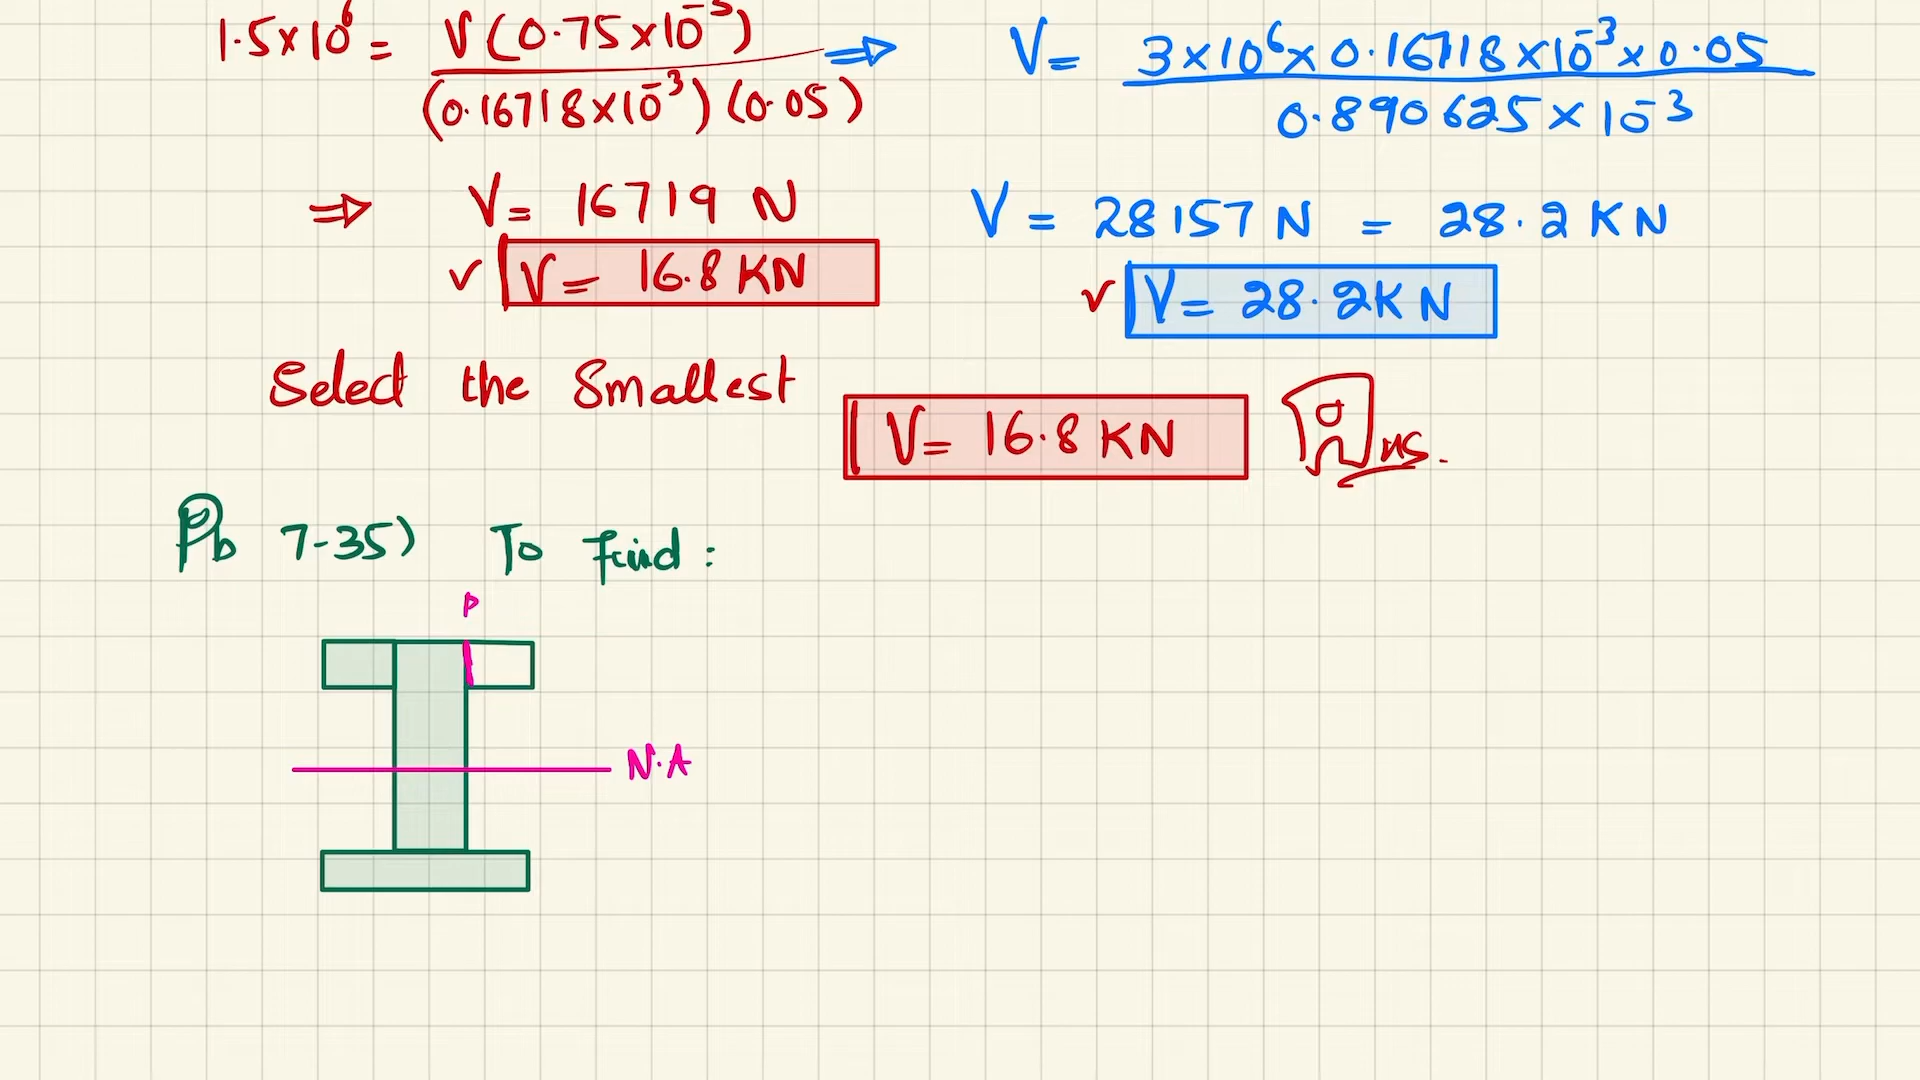 1.5×10⁶ = V(0.75×10⁻³) / (0.16718×10⁻³)(0.05) ⇒
V = 3×10⁶×0.16718×10⁻³×0.05 / 0.890625×10⁻³
⇒ V = 16719 N
V = 28157 N = 28.2 KN
✓ V = 16.8 KN
✓ V = 28.2 KN
Select the Smallest
V = 16.8 KN
Ans.
Pb 7-35) To Find :
P
N.A